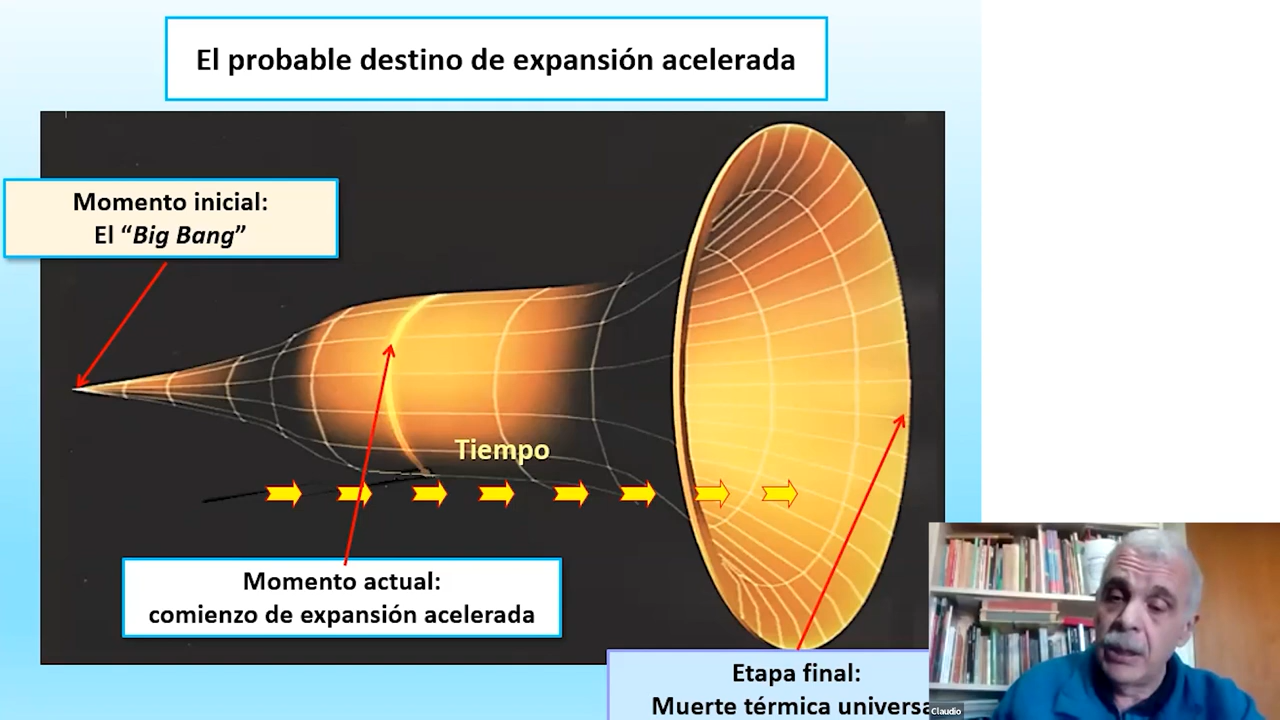 El probable destino de expansión acelerada
Momento inicial:
El “Big Bang”
Tiempo
Momento actual:
comienzo de expansión acelerada
Etapa final:
Muerte térmica universa
Claudio